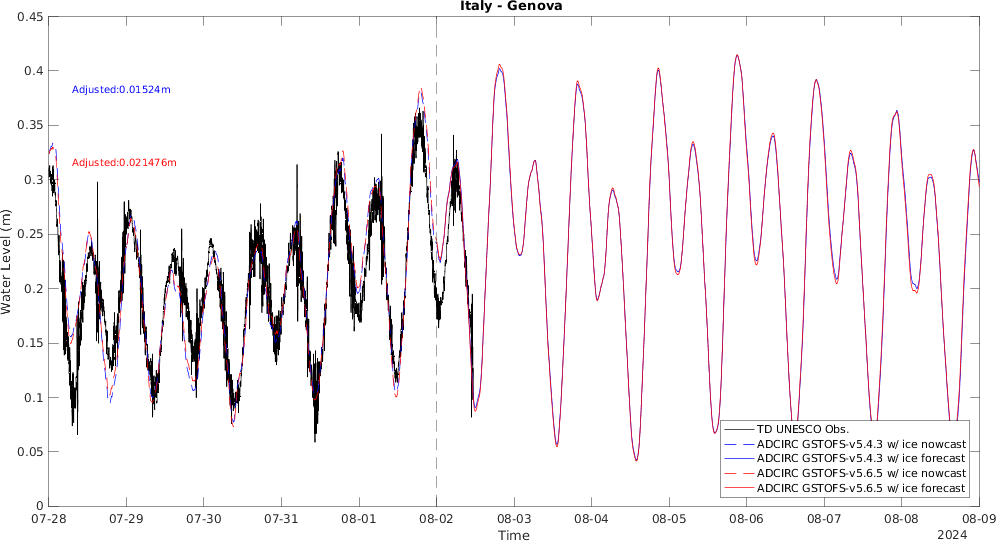 Italy - Genova
0.45
0.4
0.35
0.3
0.25
0.2
0.15
0.1
0.05
0
Water Level (m)
Adjusted:0.01524m
Adjusted:0.021476m
TD UNESCO Obs.
ADCIRC GSTOFS-v5.4.3 w/ ice nowcast
ADCIRC GSTOFS-v5.4.3 w/ ice forecast
ADCIRC GSTOFS-v5.6.5 w/ ice nowcast
ADCIRC GSTOFS-v5.6.5 w/ ice forecast
07-28 07-29 07-30 07-31 08-01 08-02 08-03 08-04 08-05 08-06 08-07 08-08 08-09
Time
2024